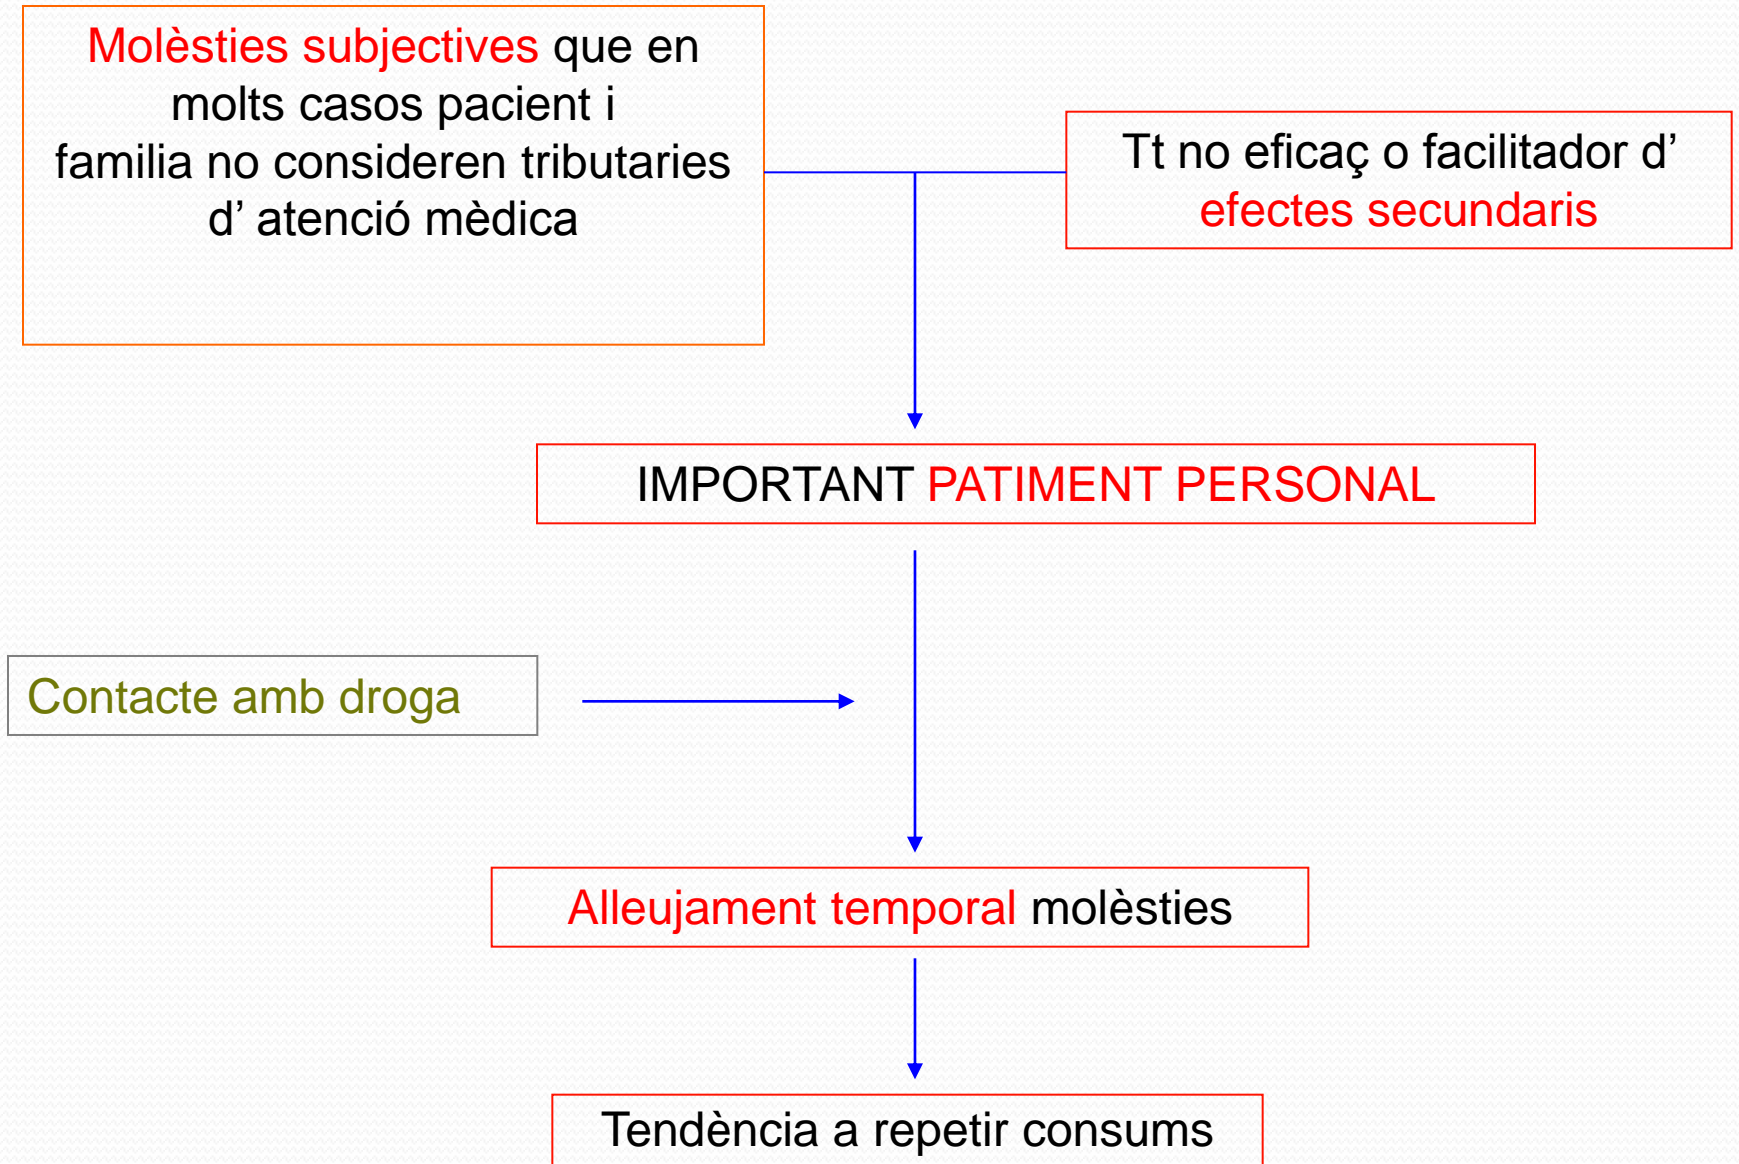 Molèsties subjectives que en
molts casos pacient i
familia no consideren tributaries
d’ atenció mèdica
Tt no eficaç o facilitador d’
efectes secundaris
IMPORTANT PATIMENT PERSONAL
Contacte amb droga
Alleujament temporal molèsties
Tendència a repetir consums